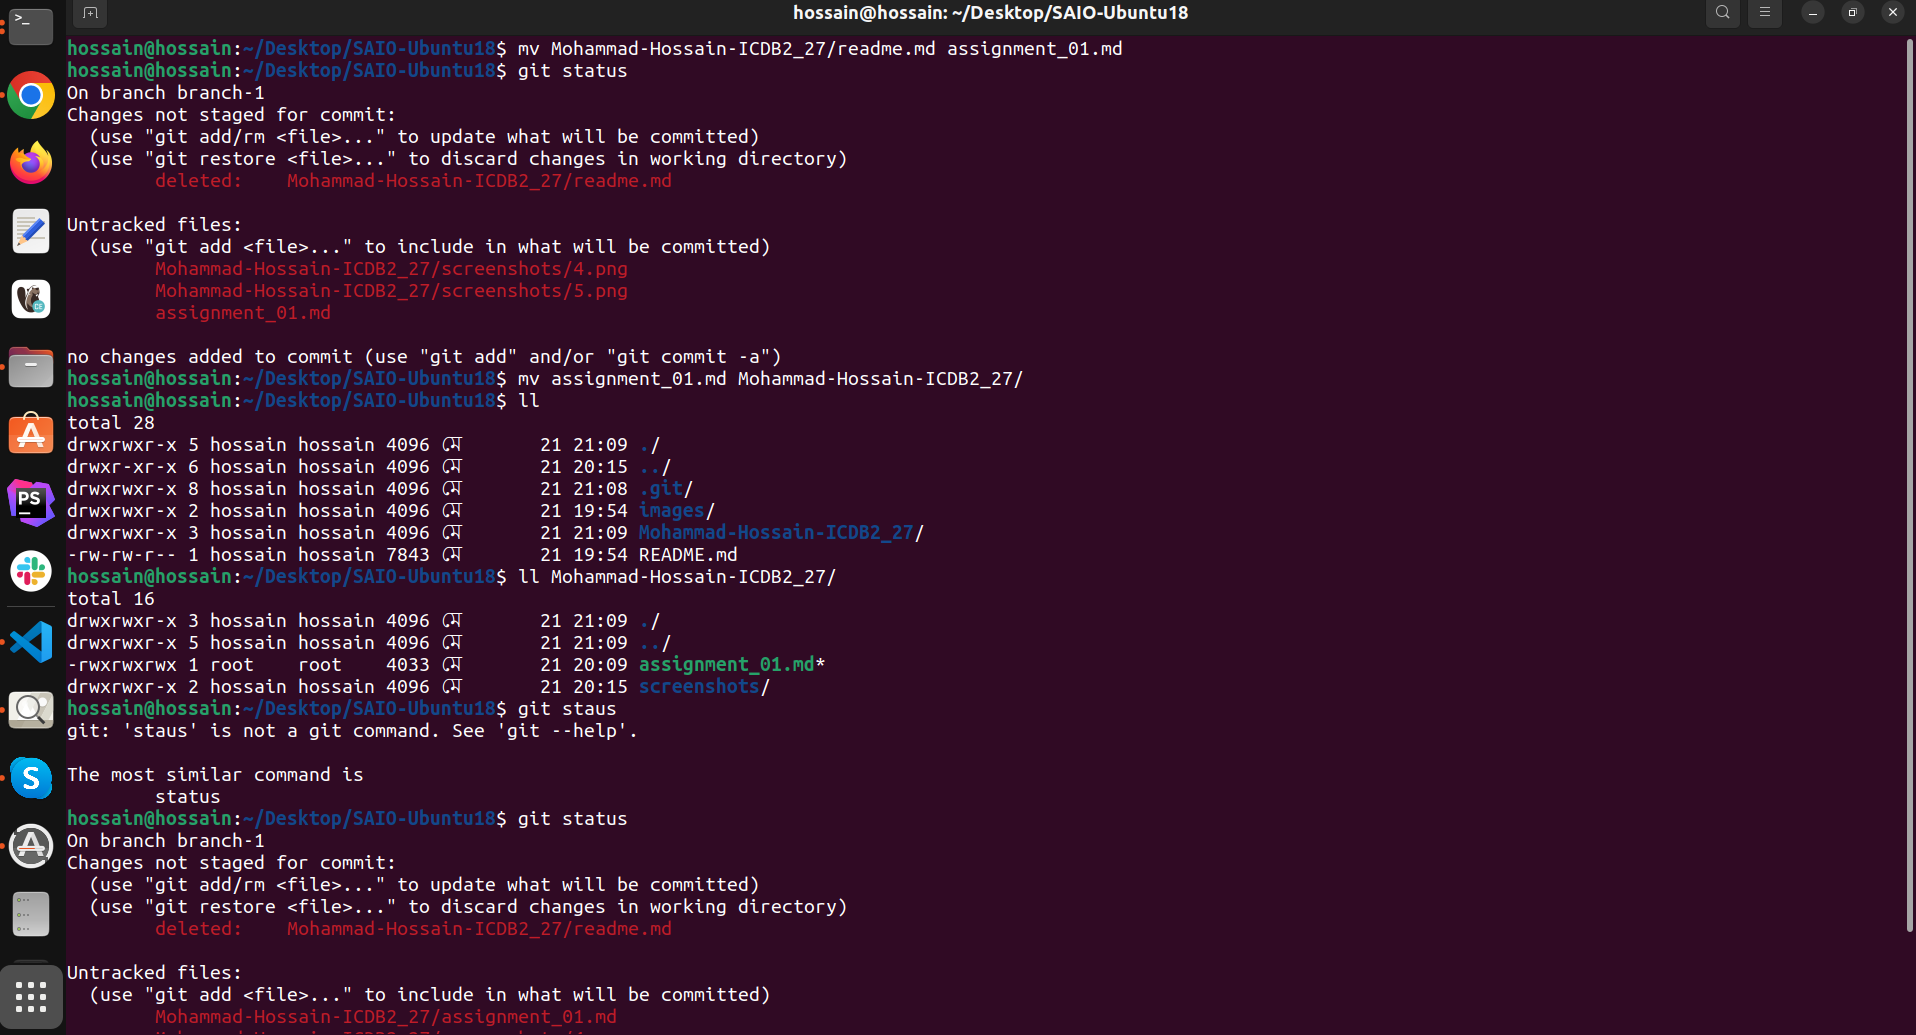 hossain@hossain: ~/Desktop/SAIO-Ubuntu18
hossain@hossain:~/Desktop/SAIO-Ubuntu18$ mv Mohammad-Hossain-ICDB2_27/readme.md assignment_01.md
hossain@hossain:~/Desktop/SAIO-Ubuntu18$ git status
On branch branch-1
Changes not staged for commit:
  (use "git add/rm <file>..." to update what will be committed)
  (use "git restore <file>..." to discard changes in working directory)
        deleted:    Mohammad-Hossain-ICDB2_27/readme.md

Untracked files:
  (use "git add <file>..." to include in what will be committed)
        Mohammad-Hossain-ICDB2_27/screenshots/4.png
        Mohammad-Hossain-ICDB2_27/screenshots/5.png
        assignment_01.md

no changes added to commit (use "git add" and/or "git commit -a")
hossain@hossain:~/Desktop/SAIO-Ubuntu18$ mv assignment_01.md Mohammad-Hossain-ICDB2_27/
hossain@hossain:~/Desktop/SAIO-Ubuntu18$ ll
total 28
drwxrwxr-x 5 hossain hossain 4096 মে       21 21:09 ./
drwxr-xr-x 6 hossain hossain 4096 মে       21 20:15 ../
drwxrwxr-x 8 hossain hossain 4096 মে       21 21:08 .git/
drwxrwxr-x 2 hossain hossain 4096 মে       21 19:54 images/
drwxrwxr-x 3 hossain hossain 4096 মে       21 21:09 Mohammad-Hossain-ICDB2_27/
-rw-rw-r-- 1 hossain hossain 7843 মে       21 19:54 README.md
hossain@hossain:~/Desktop/SAIO-Ubuntu18$ ll Mohammad-Hossain-ICDB2_27/
total 16
drwxrwxr-x 3 hossain hossain 4096 মে       21 21:09 ./
drwxrwxr-x 5 hossain hossain 4096 মে       21 21:09 ../
-rwxrwxrwx 1 root    root    4033 মে       21 20:09 assignment_01.md*
drwxrwxr-x 2 hossain hossain 4096 মে       21 20:15 screenshots/
hossain@hossain:~/Desktop/SAIO-Ubuntu18$ git staus
git: 'staus' is not a git command. See 'git --help'.

The most similar command is
        status
hossain@hossain:~/Desktop/SAIO-Ubuntu18$ git status
On branch branch-1
Changes not staged for commit:
  (use "git add/rm <file>..." to update what will be committed)
  (use "git restore <file>..." to discard changes in working directory)
        deleted:    Mohammad-Hossain-ICDB2_27/readme.md

Untracked files:
  (use "git add <file>..." to include in what will be committed)
        Mohammad-Hossain-ICDB2_27/assignment_01.md